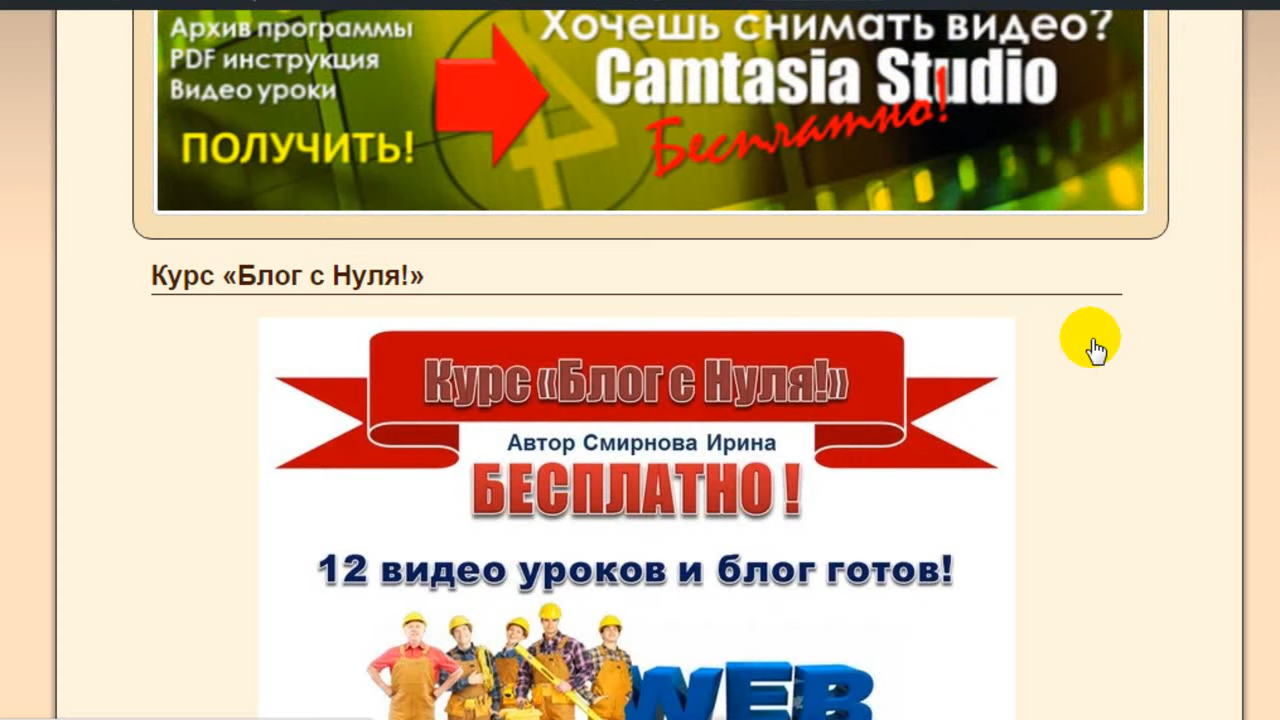 Архив программы
PDF инструкция
Видео уроки
ПОЛУЧИТЬ!
Хочешь снимать видео?
Camtasia Studio
Бесплатно!
Курс «Блог с Нуля!»
Курс «Блог с Нуля!»
Автор Смирнова Ирина
БЕСПЛАТНО !
12 видео уроков и блог готов!
WEB